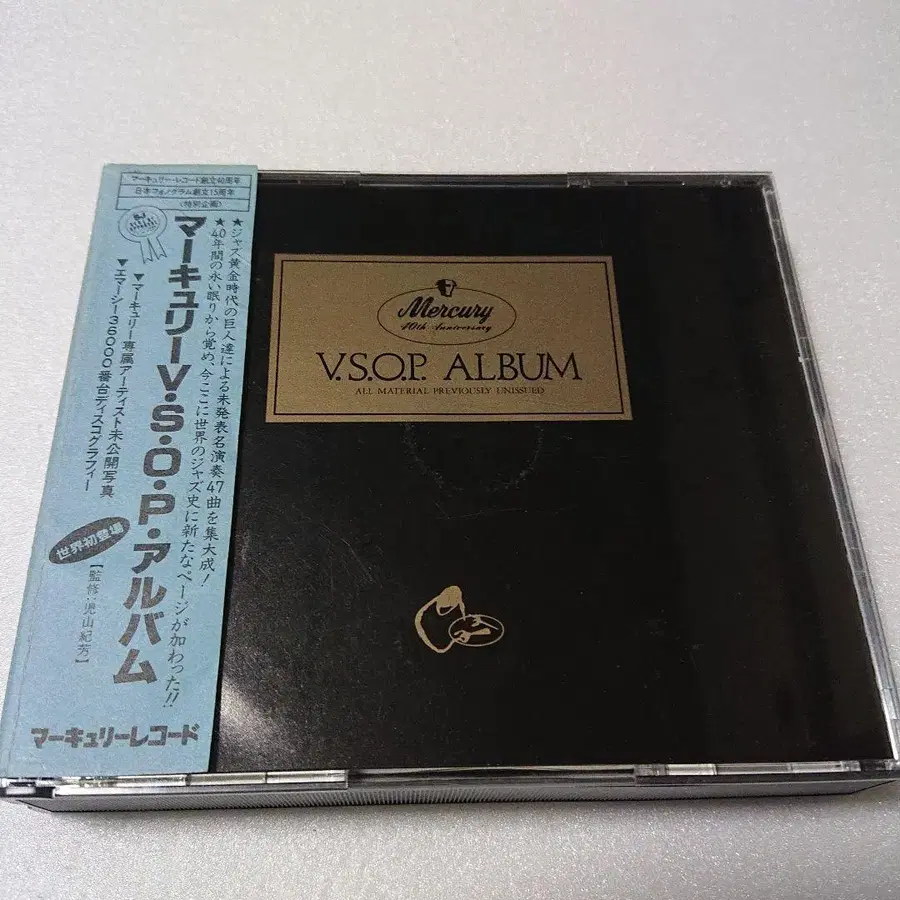 マーキュリー・レコード創立40周年
日本フォノグラム創立15周年
〈特別企画〉
★ジャズ黄金時代の巨人達による未発表名演奏47曲を集大成!
★40年間の永い眠りから覚め、今ここに世界のジャズ史に新たなページが加わった!!
マーキュリーV・S・O・P・アルバム
▼マーキュリー専属アーティスト未公開写真
▼エマーシー36000番台ディスコグラフィー
世界初登場
【監修:児山紀芳】
マーキュリーレコード
Mercury
40th Anniversary
V.S.O.P. ALBUM
ALL MATERIAL PREVIOUSLY UNISSUED